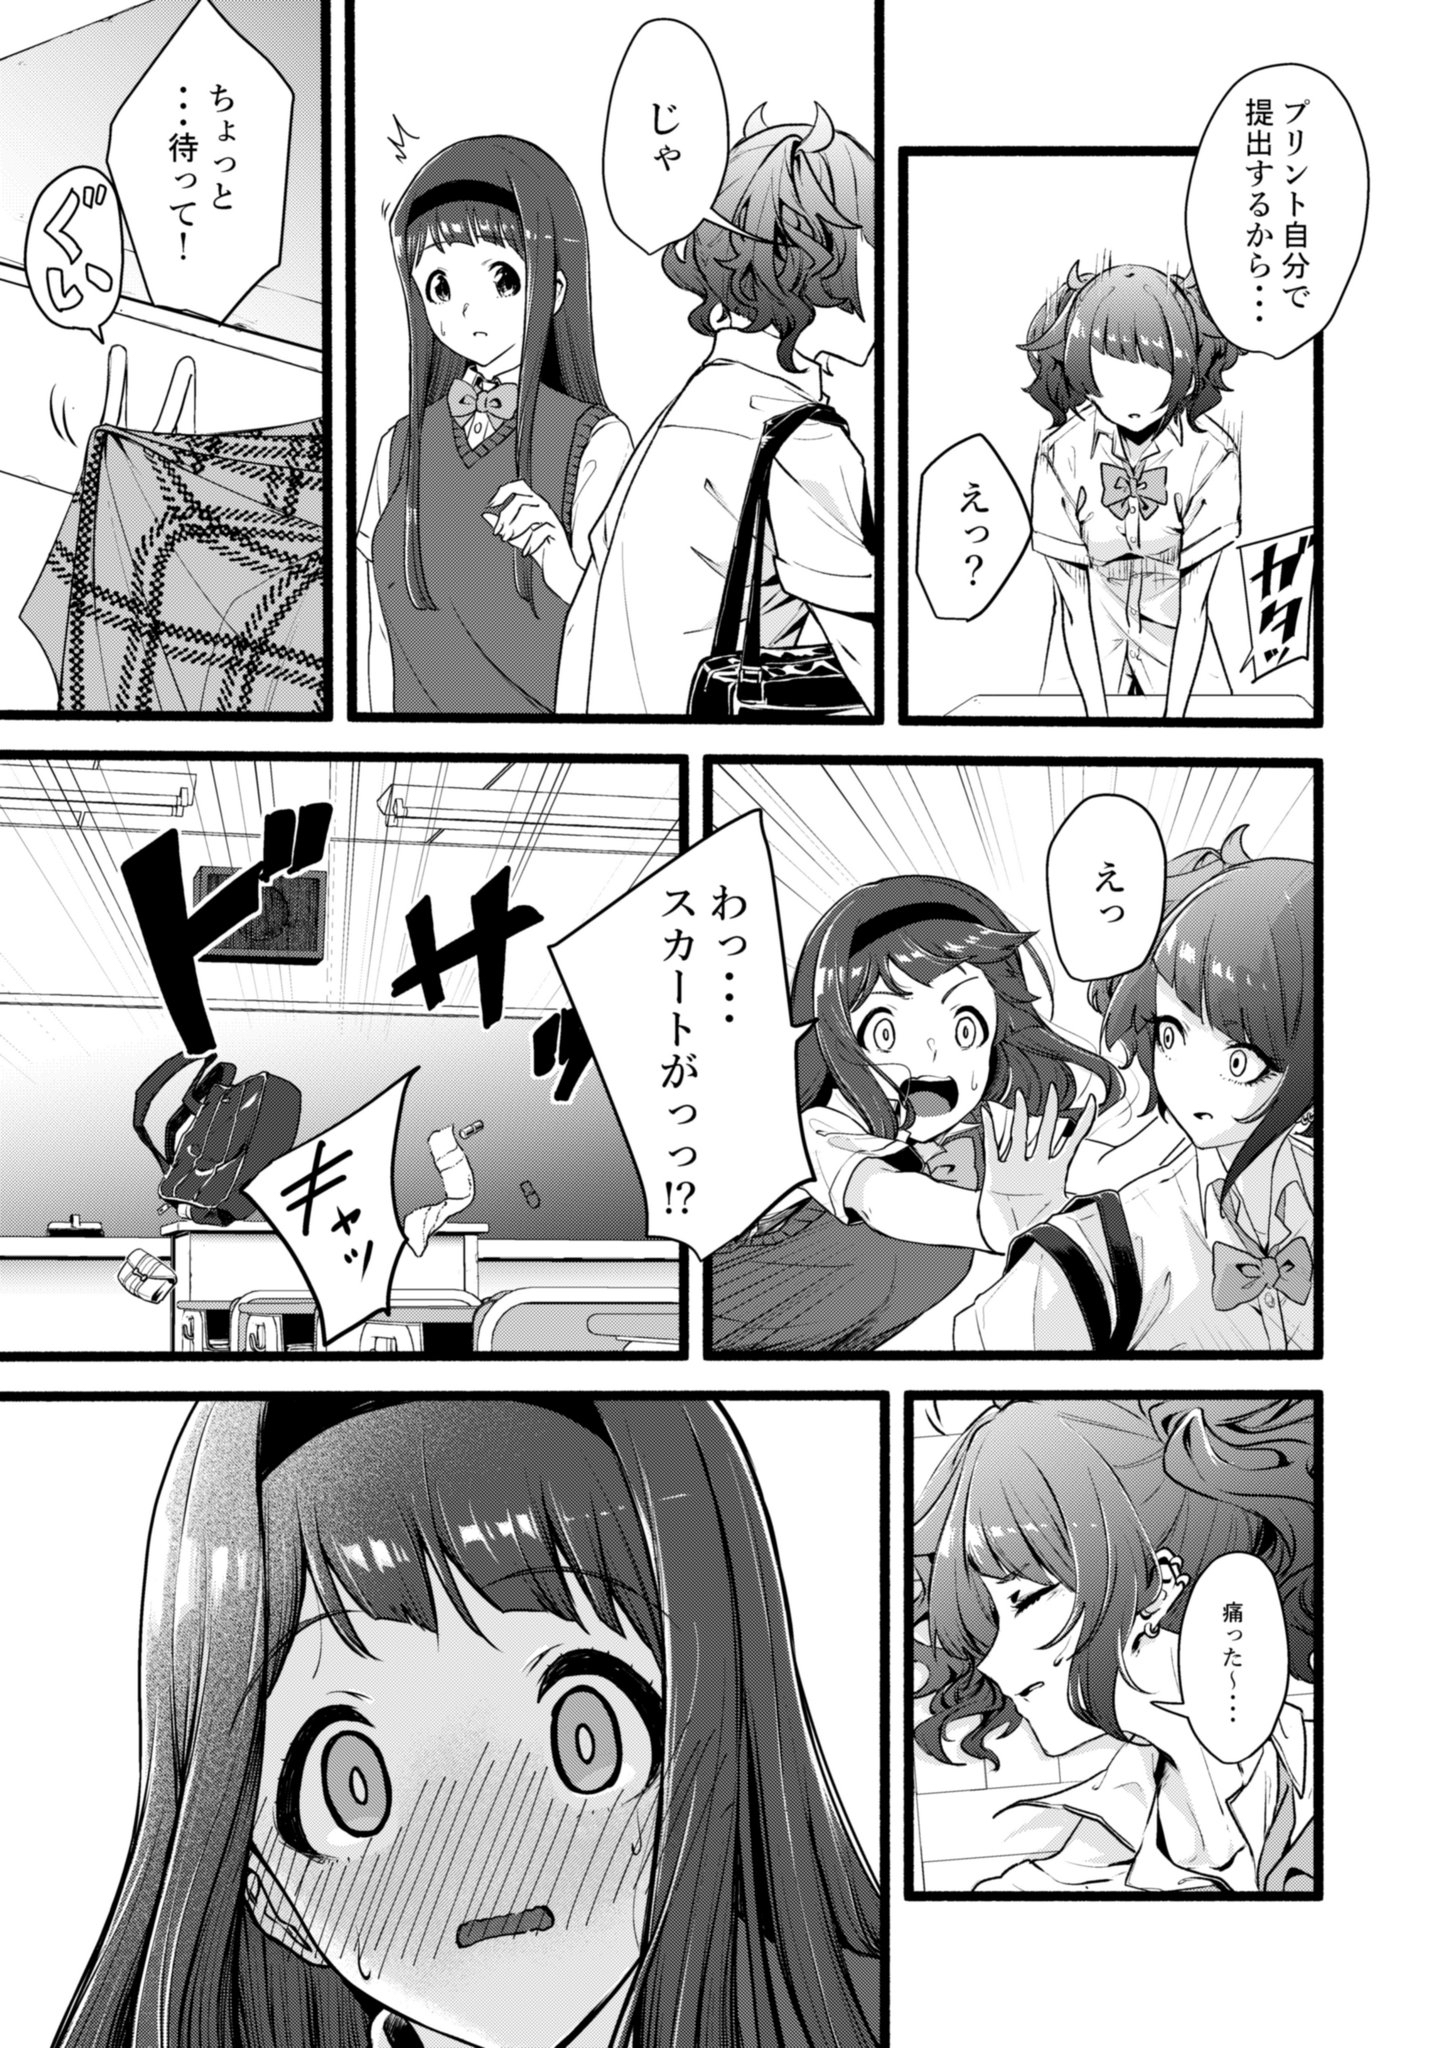 プリント自分で
提出するから・・・
ガタッ
えっ？
じゃ
ちょっと
・・・待って！
ぐい
えっ
わっ・・・
スカートがっっ!?
ドサッ
キャッ
痛った～・・・